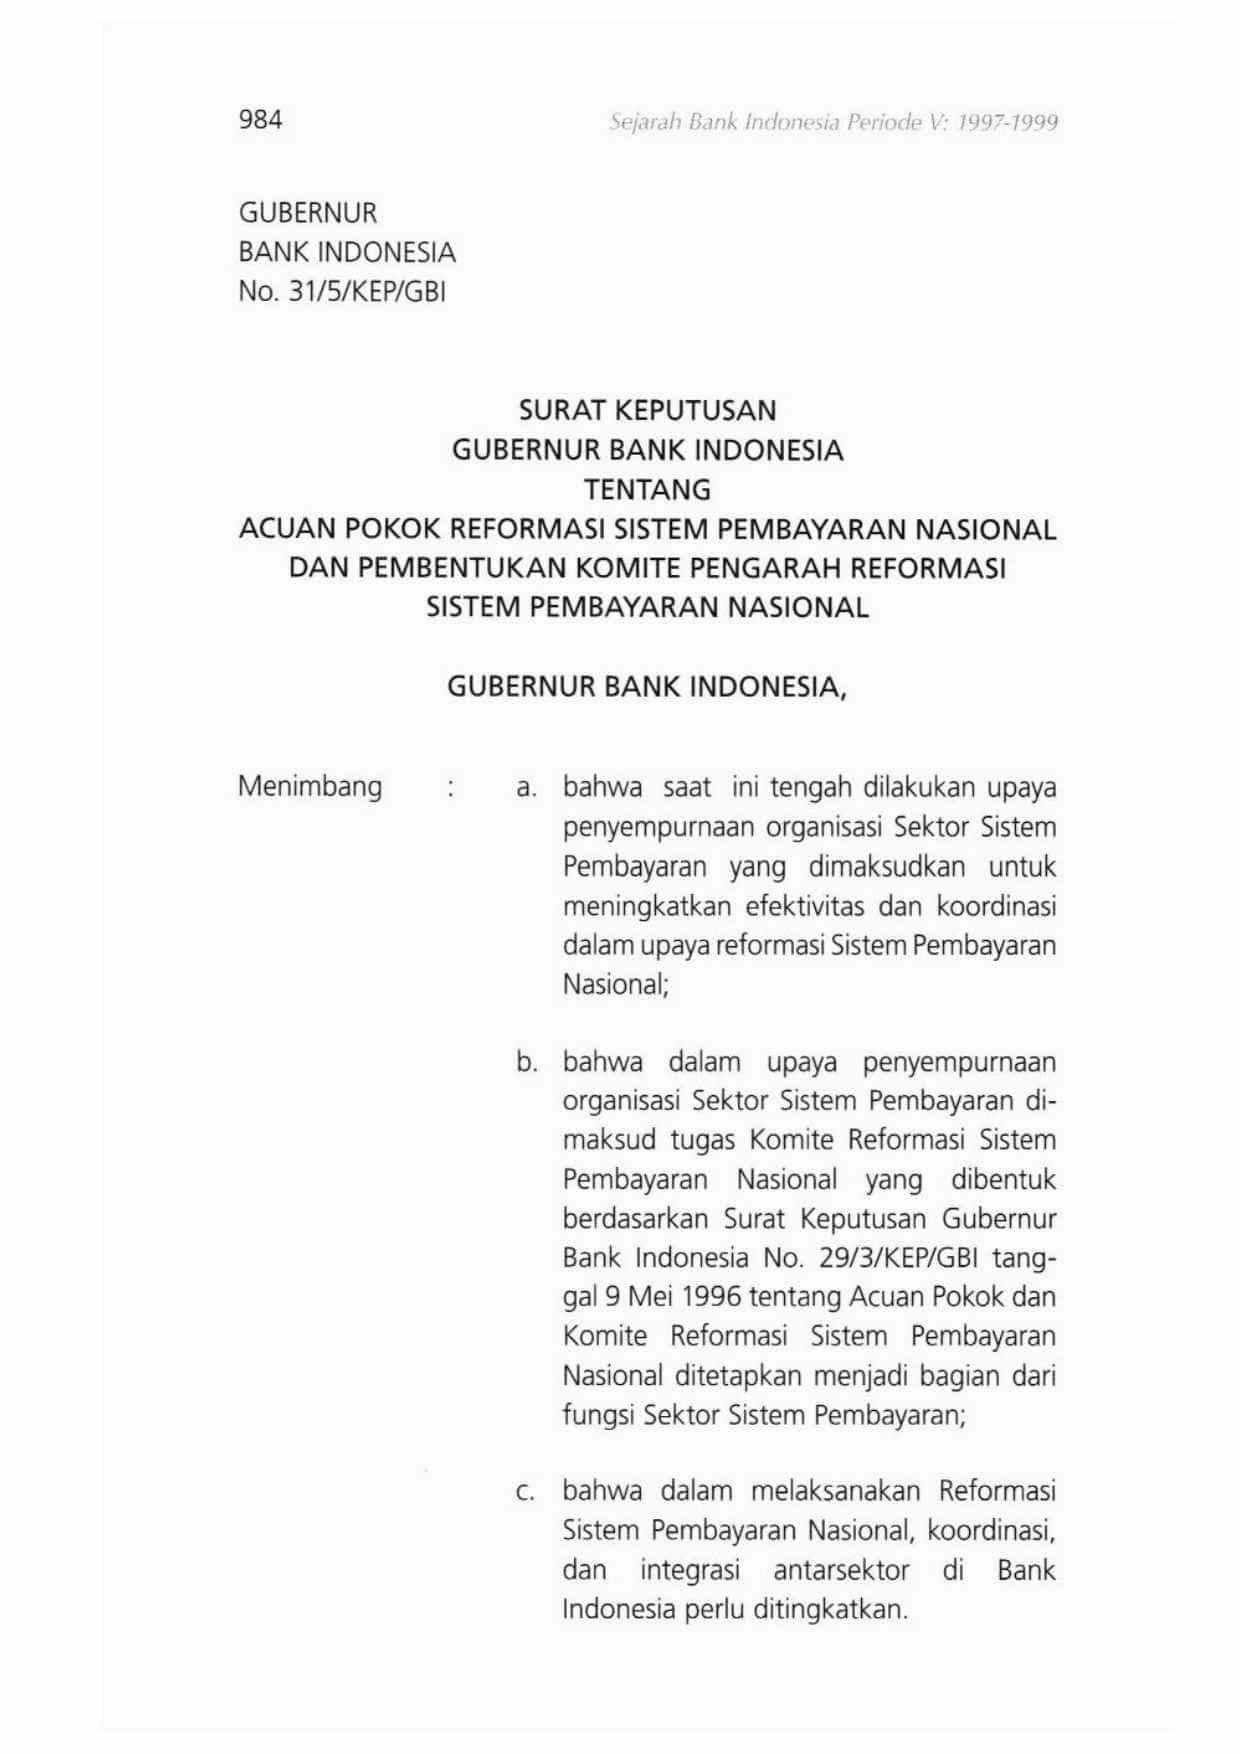 984
Sejarah Bank Indonesia Periode V: 1997-1999
GUBERNUR
BANK INDONESIA
No. 31/5/KEP/GBI
SURAT KEPUTUSAN
GUBERNUR BANK INDONESIA
TENTANG
ACUAN POKOK REFORMASI SISTEM PEMBAYARAN NASIONAL
DAN PEMBENTUKAN KOMITE PENGARAH REFORMASI
SISTEM PEMBAYARAN NASIONAL
GUBERNUR BANK INDONESIA,
Menimbang : a. bahwa saat ini tengah dilakukan upaya
penyempurnaan organisasi Sektor Sistem
Pembayaran yang dimaksudkan untuk
meningkatkan efektivitas dan koordinasi
dalam upaya reformasi Sistem Pembayaran
Nasional;
b. bahwa dalam upaya penyempurnaan
organisasi Sektor Sistem Pembayaran di-
maksud tugas Komite Reformasi Sistem
Pembayaran Nasional yang dibentuk
berdasarkan Surat Keputusan Gubernur
Bank Indonesia No. 29/3/KEP/GBI tang-
gal 9 Mei 1996 tentang Acuan Pokok dan
Komite Reformasi Sistem Pembayaran
Nasional ditetapkan menjadi bagian dari
fungsi Sektor Sistem Pembayaran;
c. bahwa dalam melaksanakan Reformasi
Sistem Pembayaran Nasional, koordinasi,
dan integrasi antarsektor di Bank
Indonesia perlu ditingkatkan.